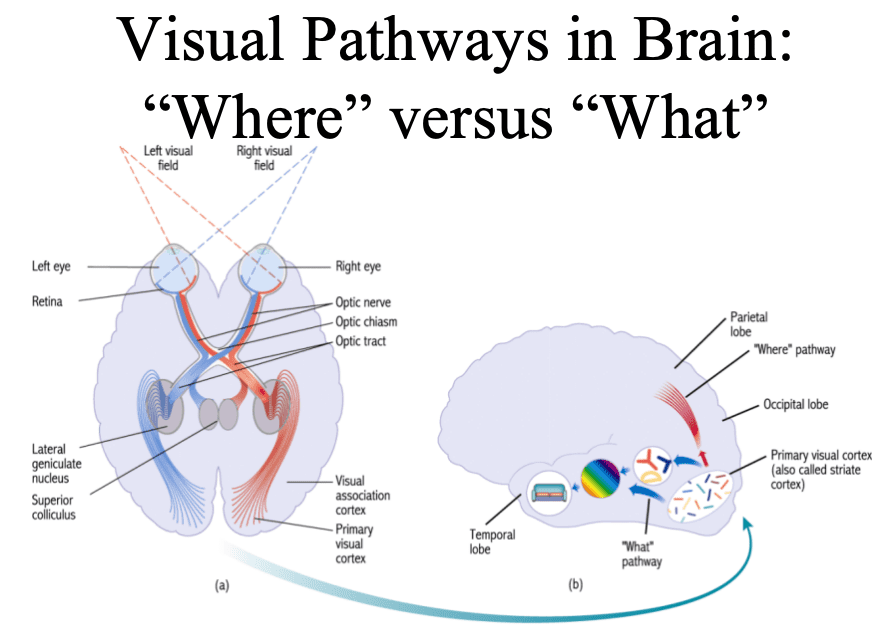 Visual Pathways in Brain:
“Where” versus “What”
Left visual
field
Right visual
field
Left eye
Right eye
Retina
Optic nerve
Optic chiasm
Optic tract
Lateral
geniculate
nucleus
Superior
colliculus
Visual
association
cortex
Primary
visual
cortex
(a)
Parietal
lobe
"Where" pathway
Occipital lobe
Primary visual cortex
(also called striate
cortex)
Temporal
lobe
"What"
pathway
(b)